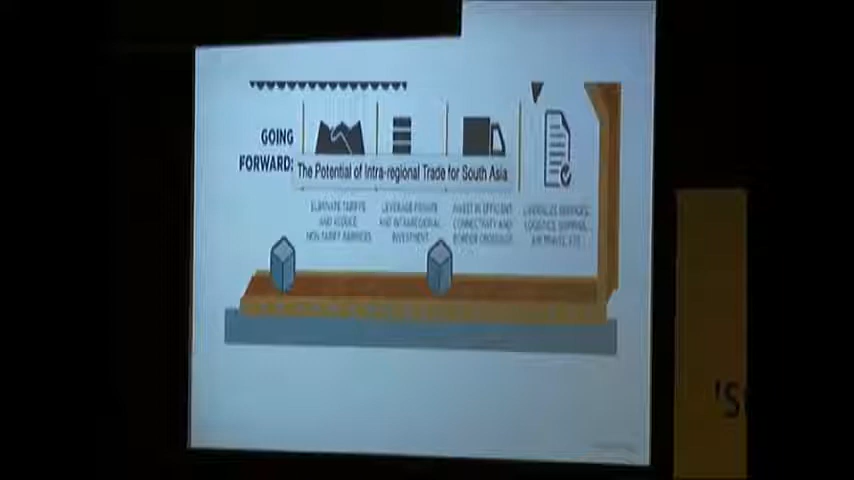 GOING
FORWARD:
The Potential of Intra-regional Trade for South Asia
ELIMINATE TARIFFS
AND REDUCE
NON-TARIFF BARRIERS
LEVERAGE PRIVATE
AND INTRAREGIONAL
INVESTMENT
INVEST IN EFFICIENT
CONNECTIVITY AND
BORDER CROSSINGS
LIBERALIZE SERVICES:
LOGISTICS, SHIPPING,
AIR TRAVEL, ETC.
'S